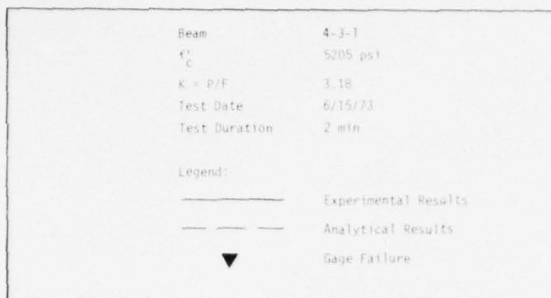 Beam 4-3-1
f'c 5205 psi
K = P/F 3.18
Test Date 6/15/73
Test Duration 2 min
Legend:
Experimental Results
Analytical Results
Gage Failure